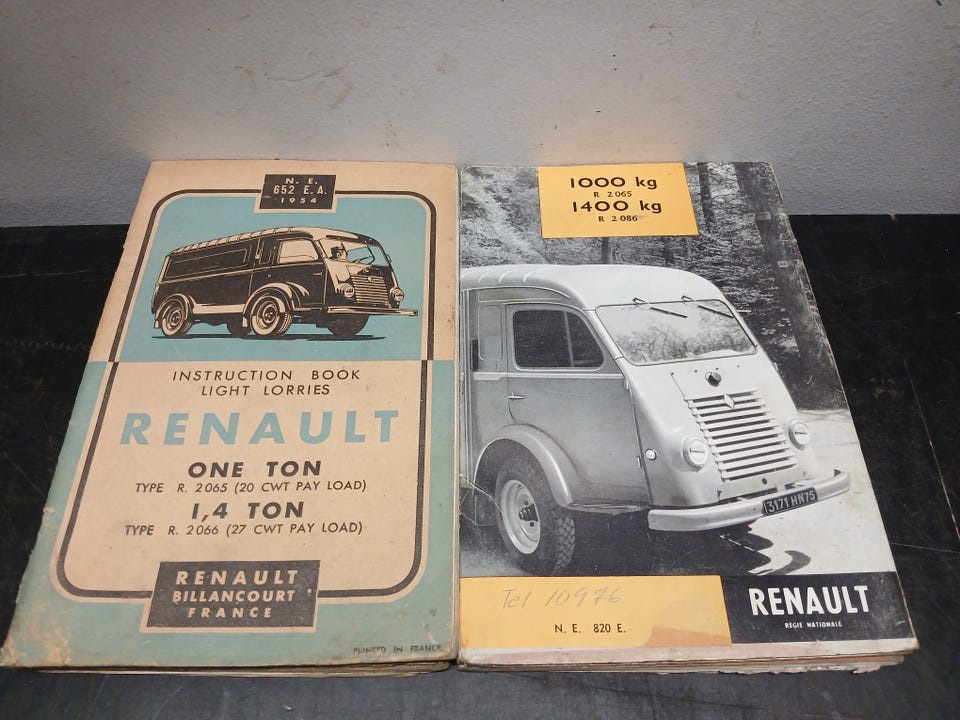 N. E.
652 E. A.
1954
INSTRUCTION BOOK
LIGHT LORRIES
RENAULT
ONE TON
TYPE R. 2065 (20 CWT PAY LOAD)
1,4 TON
TYPE R. 2066 (27 CWT PAY LOAD)
RENAULT
BILLANCOURT
FRANCE
PRINTED IN FRANCE
1000 kg
R 2065
1400 kg
R 2086
3171 HN75
Tel 10976
N. E. 820 E.
RENAULT
RÉGIE NATIONALE